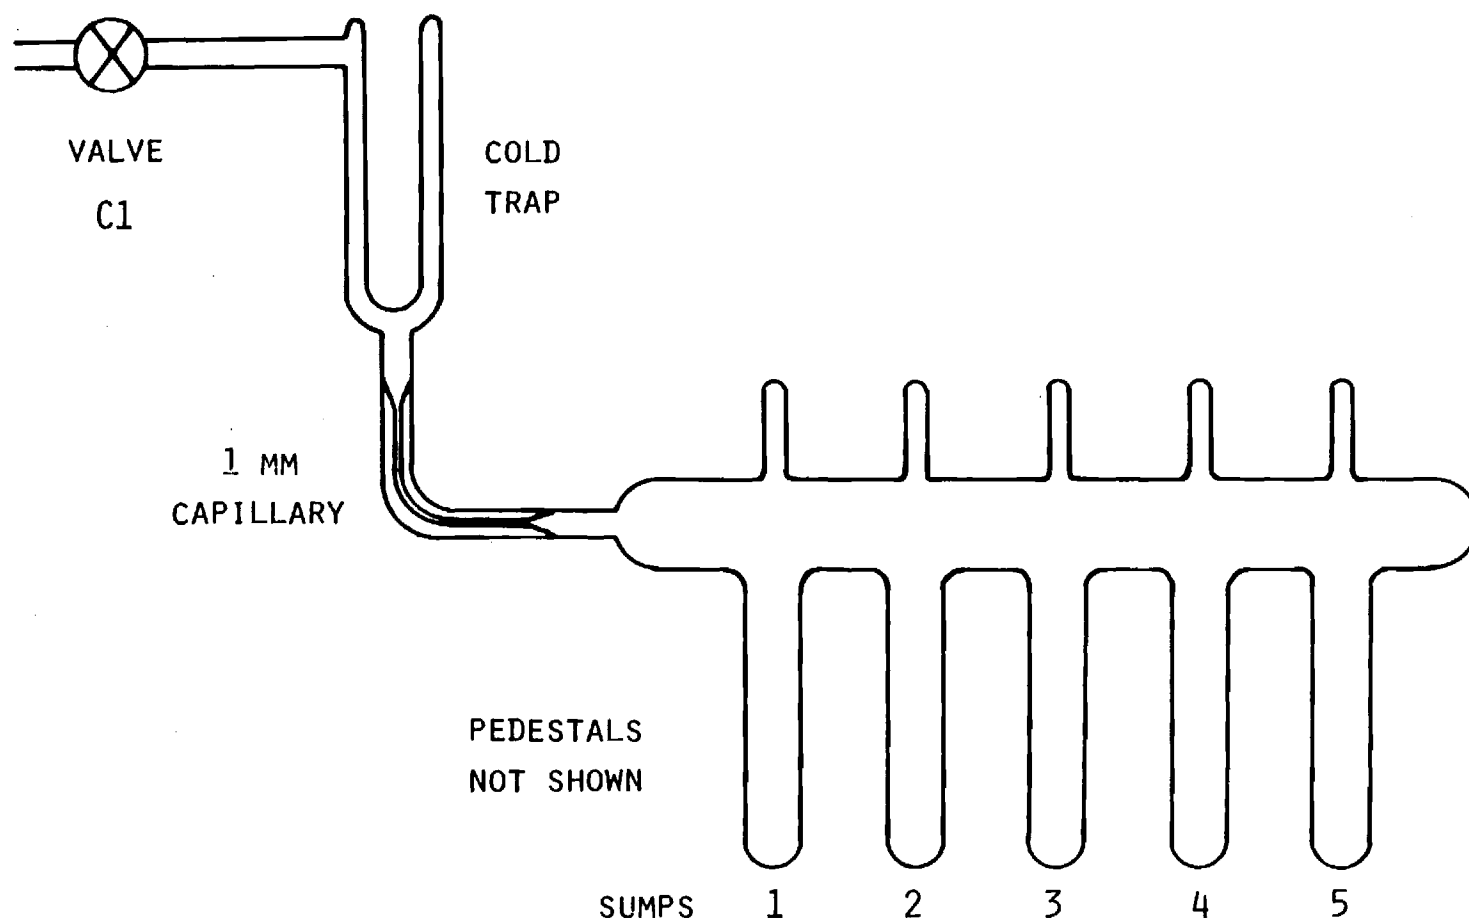 VALVE
C1
COLD
TRAP
1 MM
CAPILLARY
PEDESTALS
NOT SHOWN
SUMPS 1 2 3 4 5